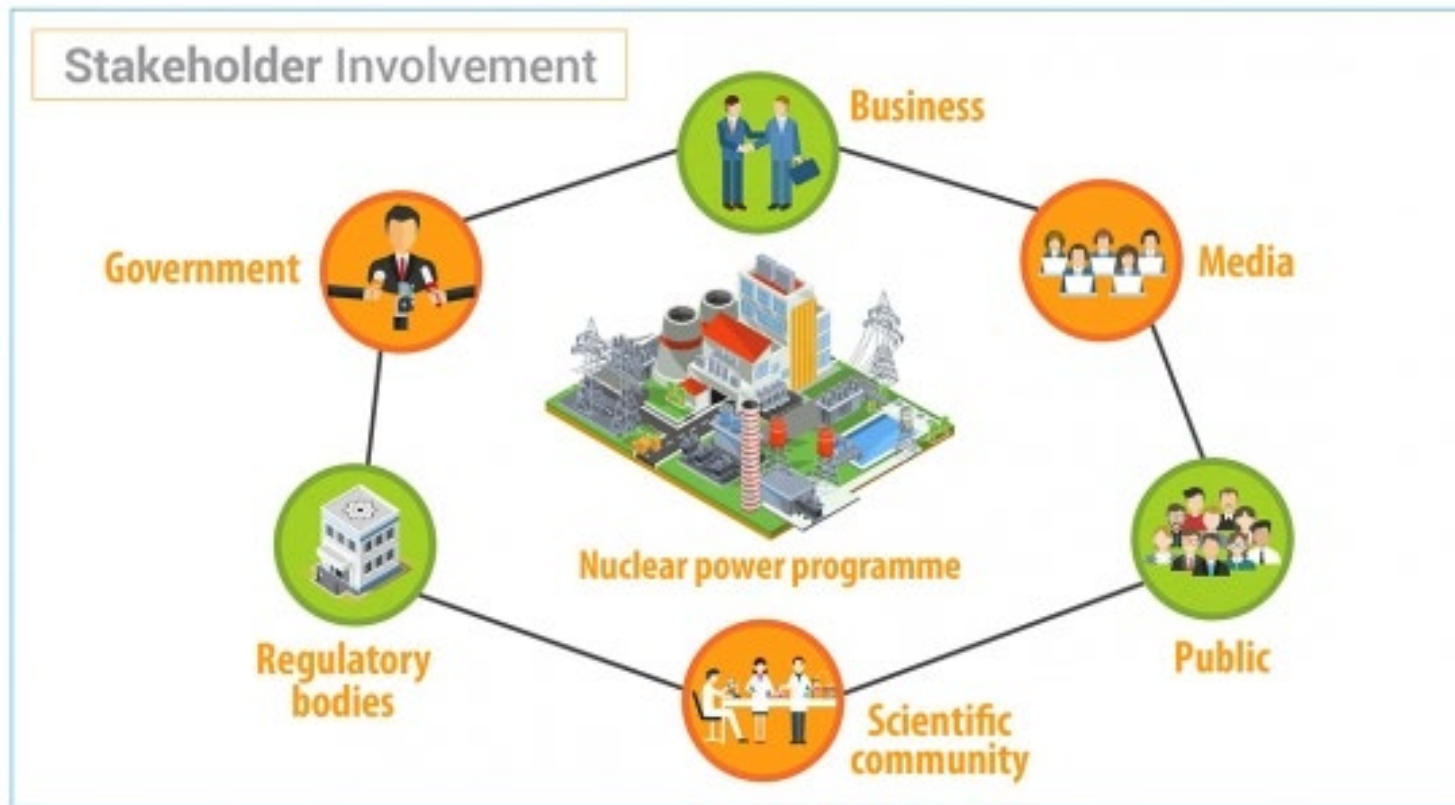 Stakeholder Involvement
Business
Government
Media
Nuclear power programme
Regulatory
bodies
Public
Scientific
community